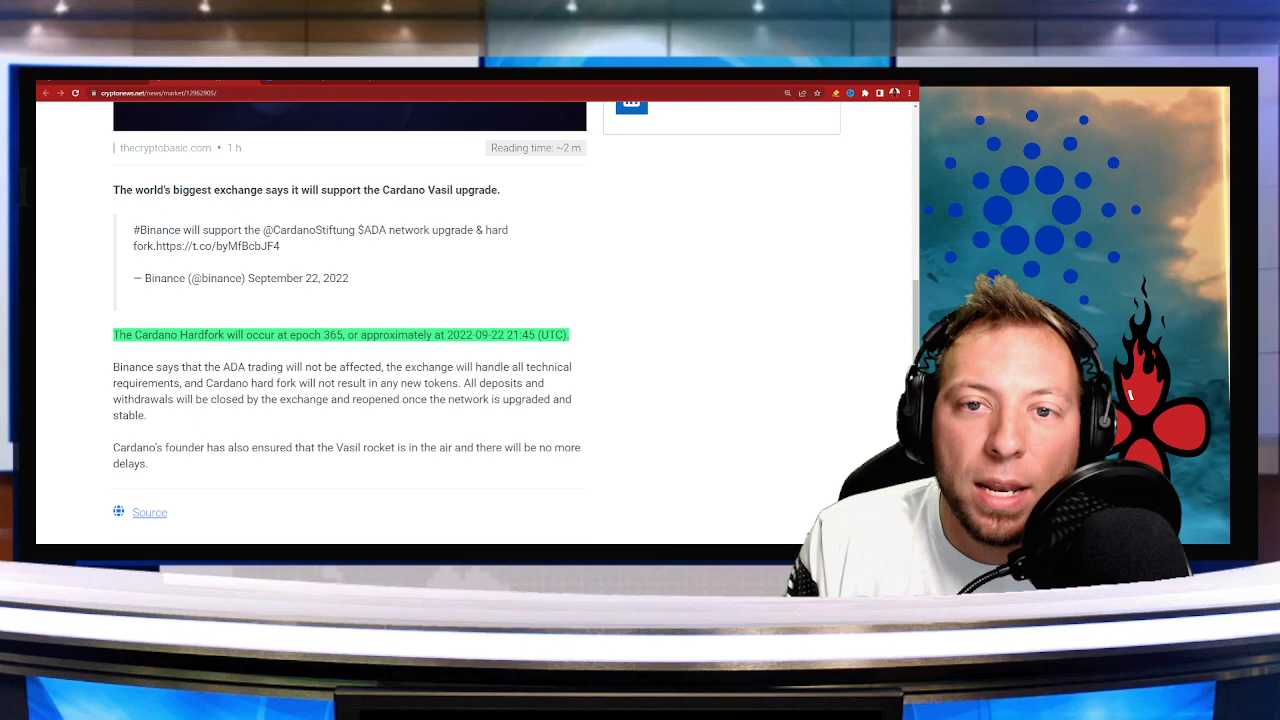 cryptonews.net/news/market/12962905/
thecryptobasic.com • 1 h
Reading time: ~2 m
The world's biggest exchange says it will support the Cardano Vasil upgrade.
#Binance will support the @CardanoStiftung $ADA network upgrade & hard
fork.https://t.co/byMfBcbJF4
— Binance (@binance) September 22, 2022
The Cardano Hardfork will occur at epoch 365, or approximately at 2022-09-22 21:45 (UTC).
Binance says that the ADA trading will not be affected, the exchange will handle all technical
requirements, and Cardano hard fork will not result in any new tokens. All deposits and
withdrawals will be closed by the exchange and reopened once the network is upgraded and
stable.
Cardano's founder has also ensured that the Vasil rocket is in the air and there will be no more
delays.
Source